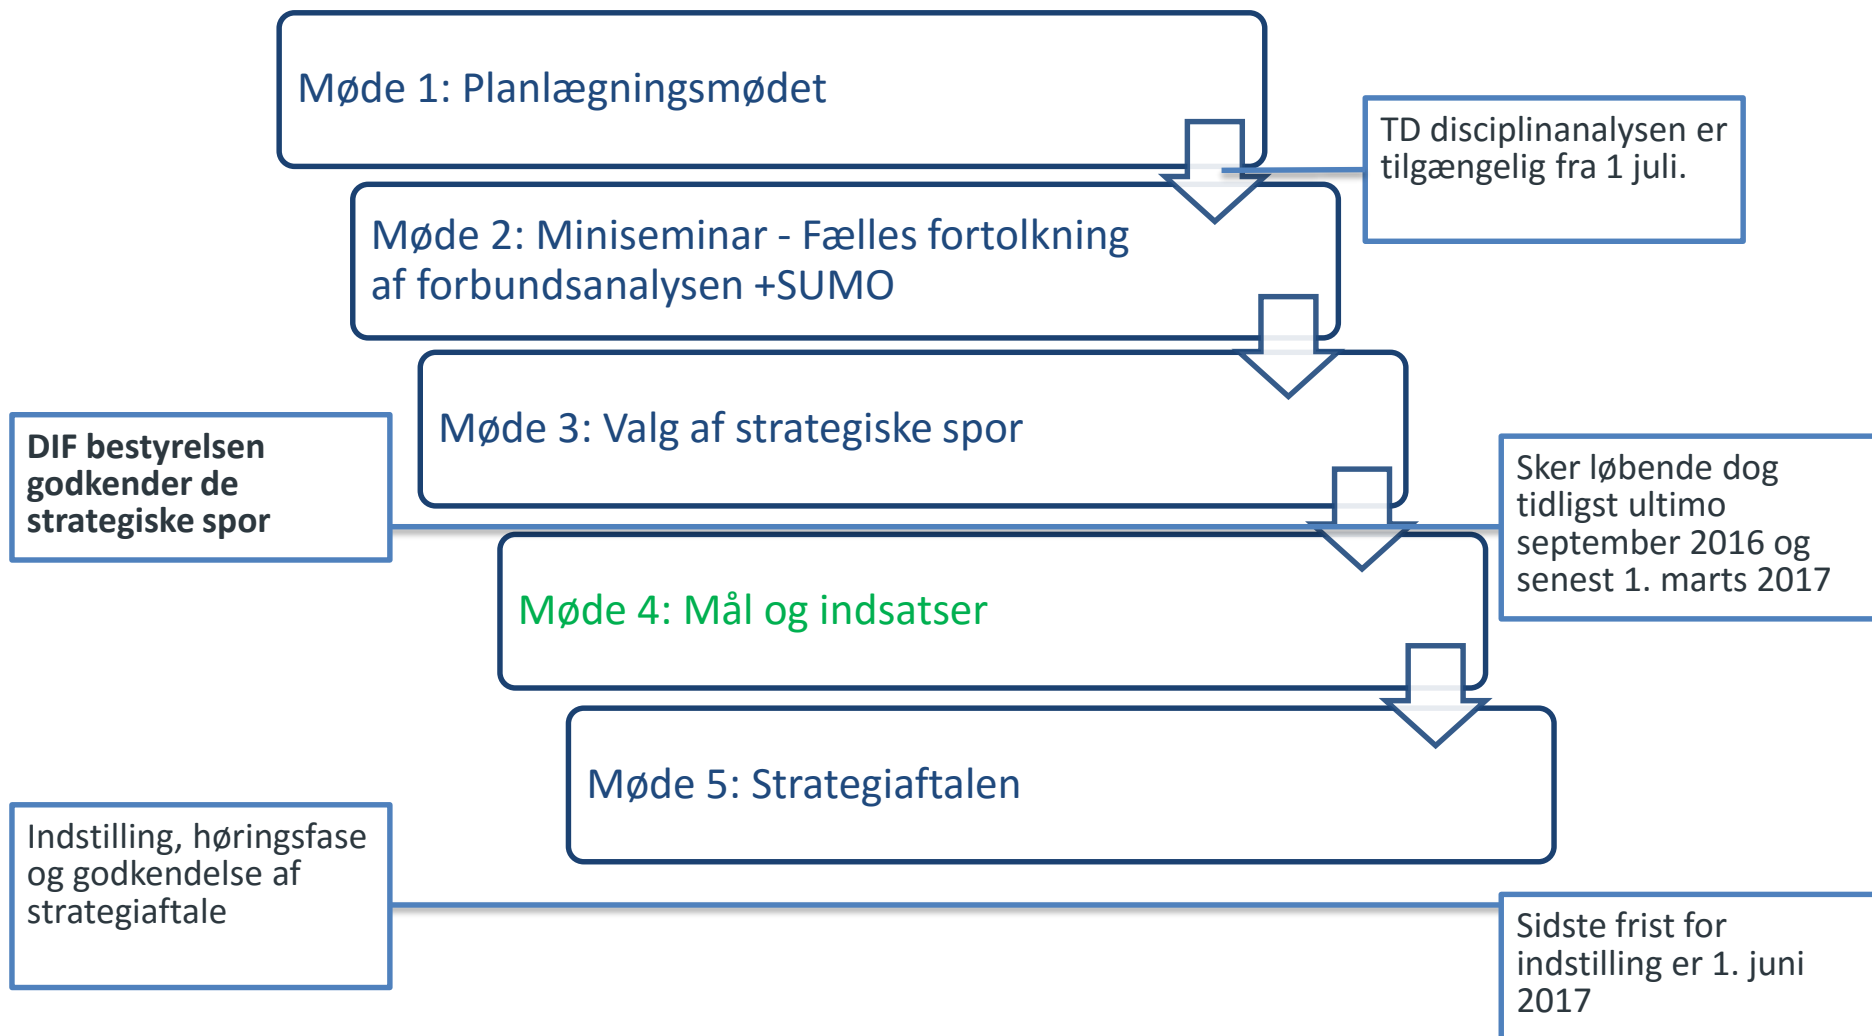 Møde 1: Planlægningsmødet
TD disciplinanalysen er
tilgængelig fra 1 juli.
Møde 2: Miniseminar - Fælles fortolkning
af forbundsanalysen +SUMO
Møde 3: Valg af strategiske spor
DIF bestyrelsen
godkender de
strategiske spor
Sker løbende dog
tidligst ultimo
september 2016 og
senest 1. marts 2017
Møde 4: Mål og indsatser
Møde 5: Strategiaftalen
Indstilling, høringsfase
og godkendelse af
strategiaftale
Sidste frist for
indstilling er 1. juni
2017